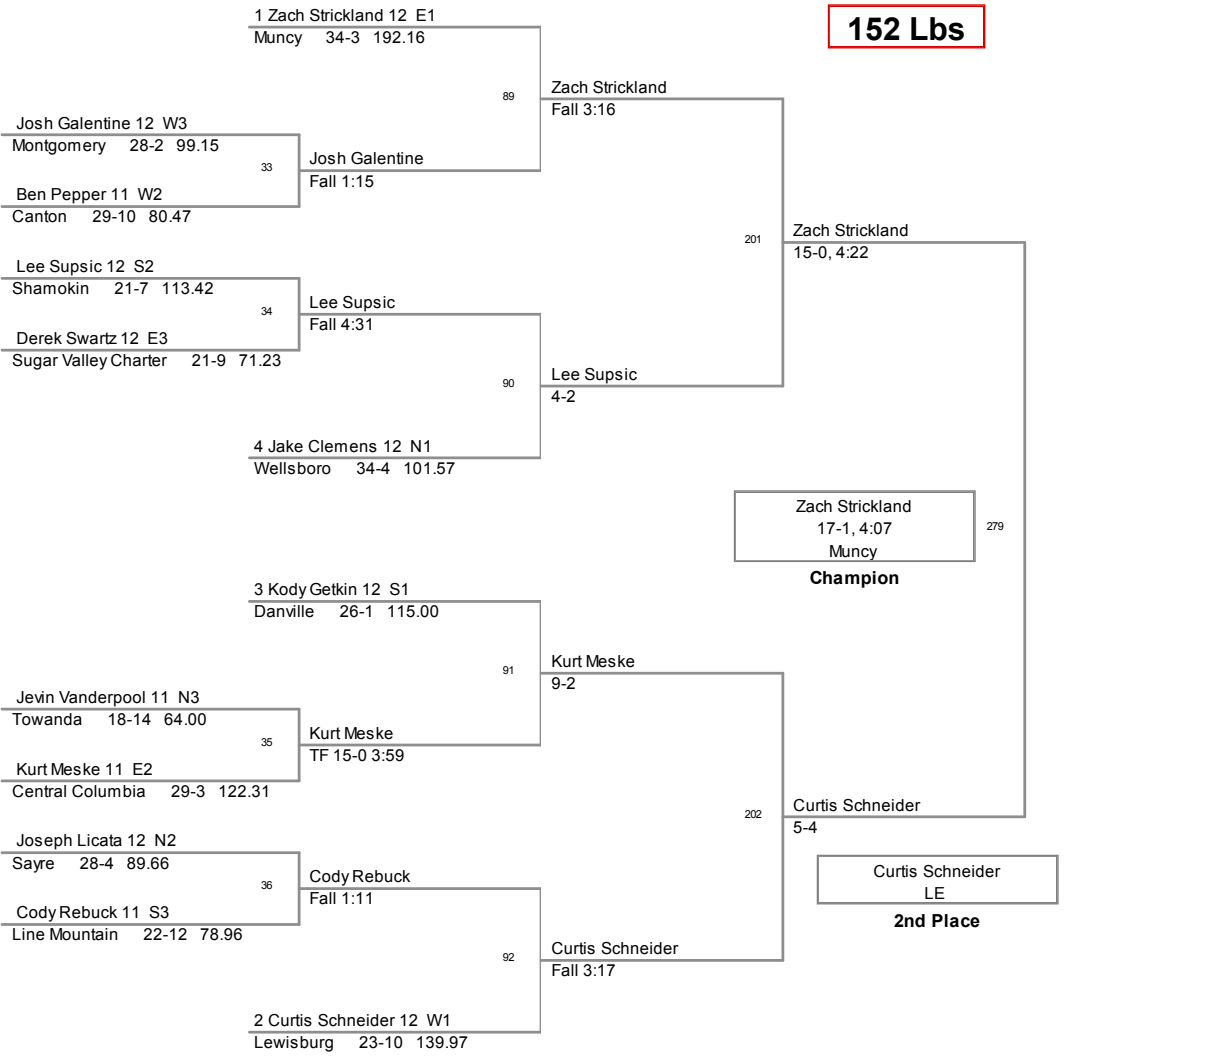 1 Zach Strickland 12 E1
152 Lbs
Muncy 34-3 192.16
89
Zach Strickland
Fall 3:16
Josh Galentine 12 W3
Montgomery 28-2 99.15
33
Josh Galentine
Fall 1:15
Ben Pepper 11 W2
Canton 29-10 80.47
201
Zach Strickland
15-0, 4:22
Lee Supsic 12 S2
Shamokin 21-7 113.42
34
Lee Supsic
Fall 4:31
Derek Swartz 12 E3
Sugar Valley Charter 21-9 71.23
90
Lee Supsic
4-2
4 Jake Clemens 12 N1
Wellsboro 34-4 101.57
Zach Strickland
17-1, 4:07
Muncy
279
Champion
3 Kody Getkin 12 S1
Danville 26-1 115.00
91
Kurt Meske
9-2
Jevin Vanderpool 11 N3
Towanda 18-14 64.00
35
Kurt Meske
TF 15-0 3:59
Kurt Meske 11 E2
Central Columbia 29-3 122.31
202
Curtis Schneider
5-4
Joseph Licata 12 N2
Sayre 28-4 89.66
36
Cody Rebuck
Fall 1:11
Curtis Schneider
LE
2nd Place
Cody Rebuck 11 S3
Line Mountain 22-12 78.96
92
Curtis Schneider
Fall 3:17
2 Curtis Schneider 12 W1
Lewisburg 23-10 139.97